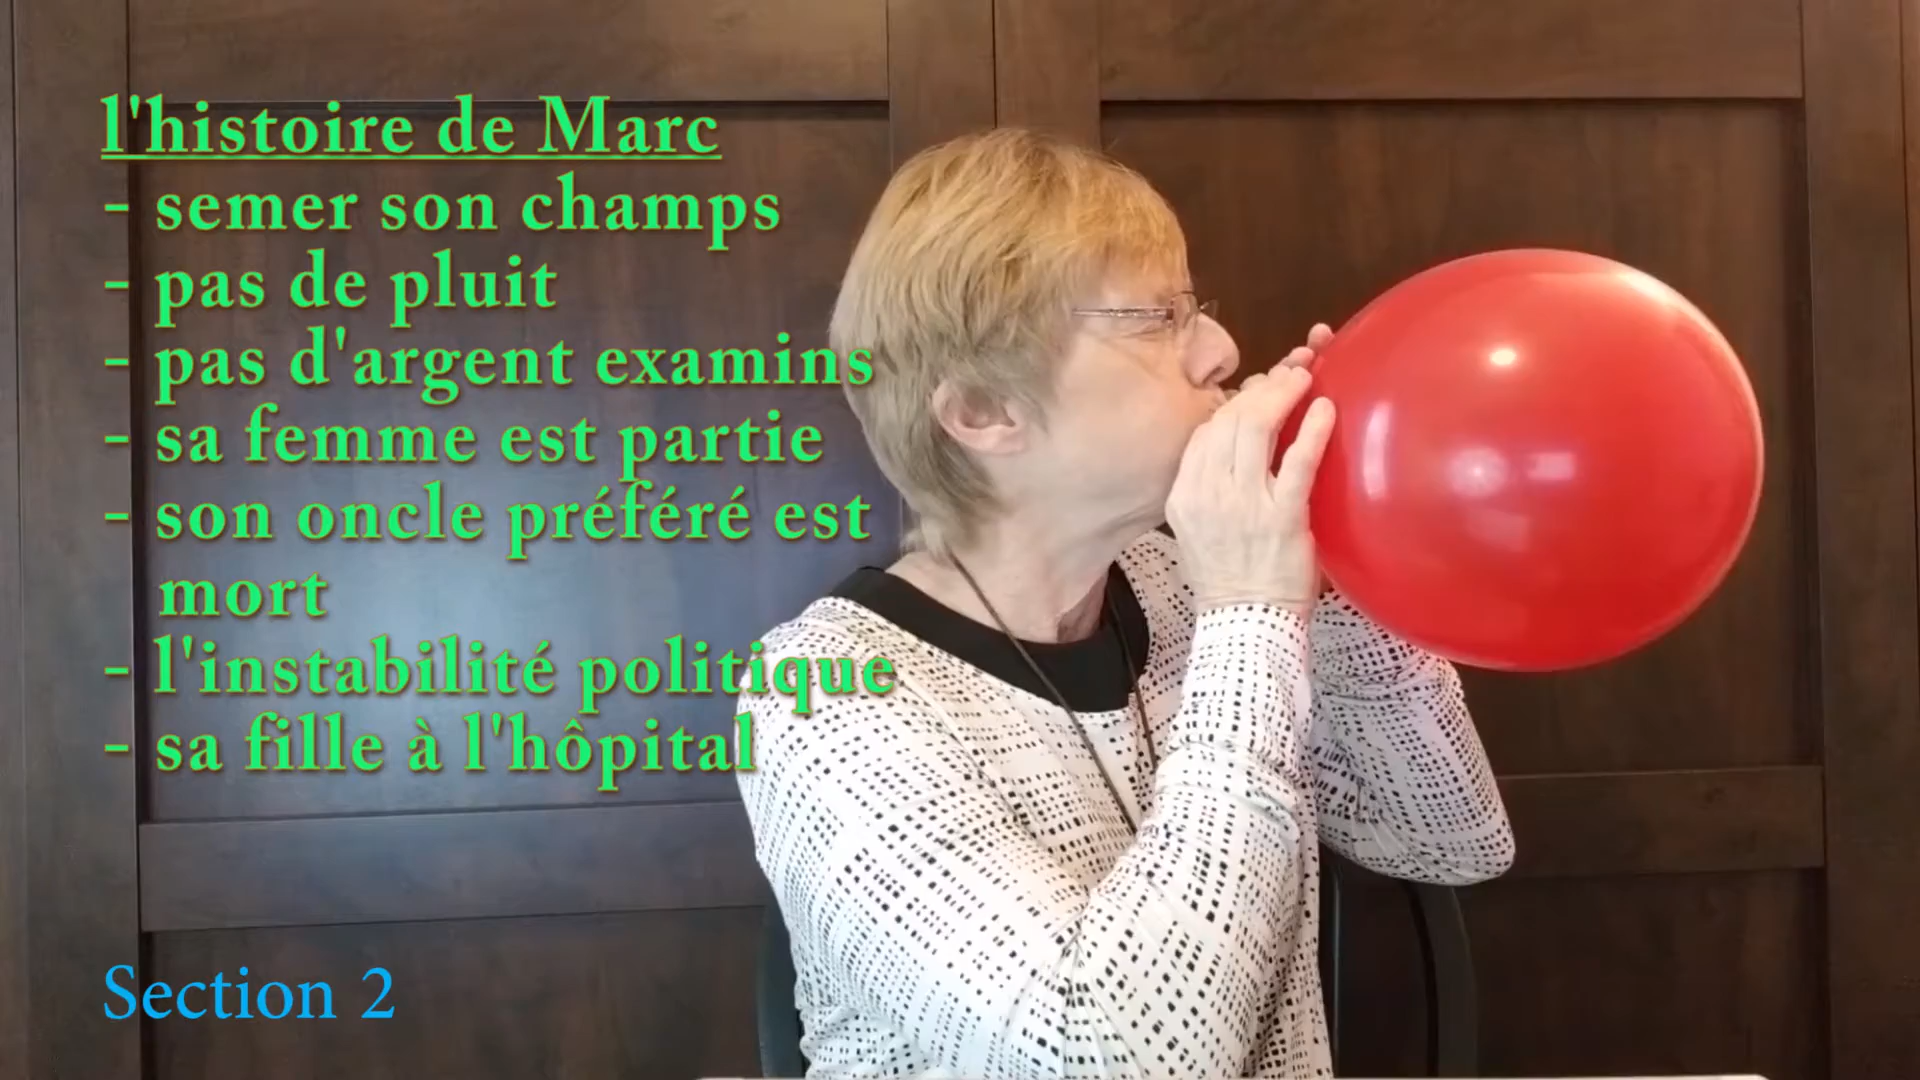 l'histoire de Marc
- semer son champs
- pas de pluit
- pas d'argent examins
- sa femme est partie
- son oncle préféré est
mort
- l'instabilité politique
- sa fille à l'hôpital
Section 2